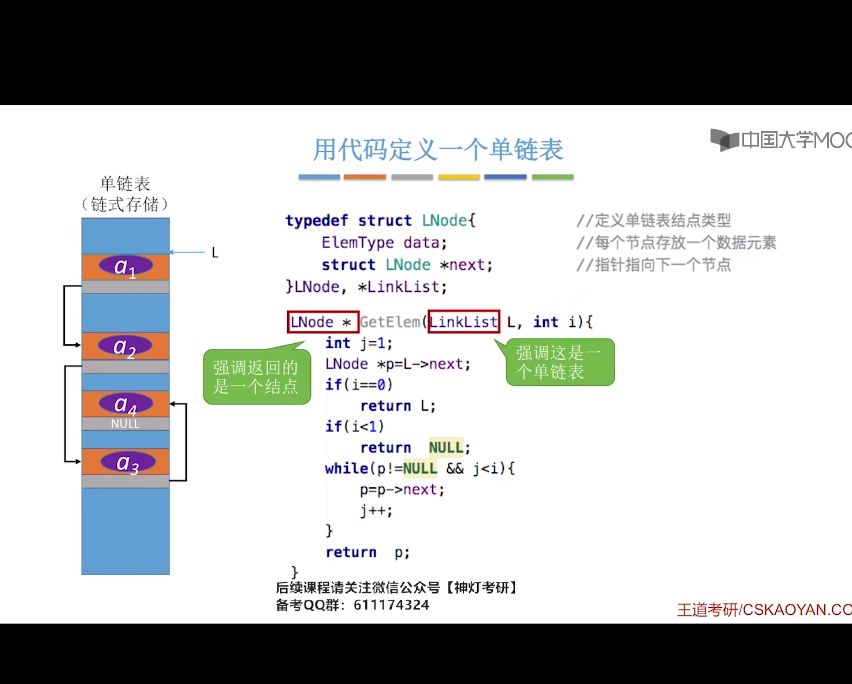 中国大学MOO
用代码定义一个单链表
单链表
（链式存储）
L
a1
a2
a4
NULL
a3
typedef struct LNode{ //定义单链表结点类型
ElemType data; //每个节点存放一个数据元素
struct LNode *next; //指针指向下一个节点
}LNode, *LinkList;
LNode * GetElem(LinkList L, int i){
int j=1;
LNode *p=L->next;
if(i==0)
return L;
if(i<1)
return NULL;
while(p!=NULL && j<i){
p=p->next;
j++;
}
return p;
}
强调返回的
是一个结点
强调这是一
个单链表
后续课程请关注微信公众号【神灯考研】
备考QQ群：611174324
王道考研/CSKAOYAN.CO